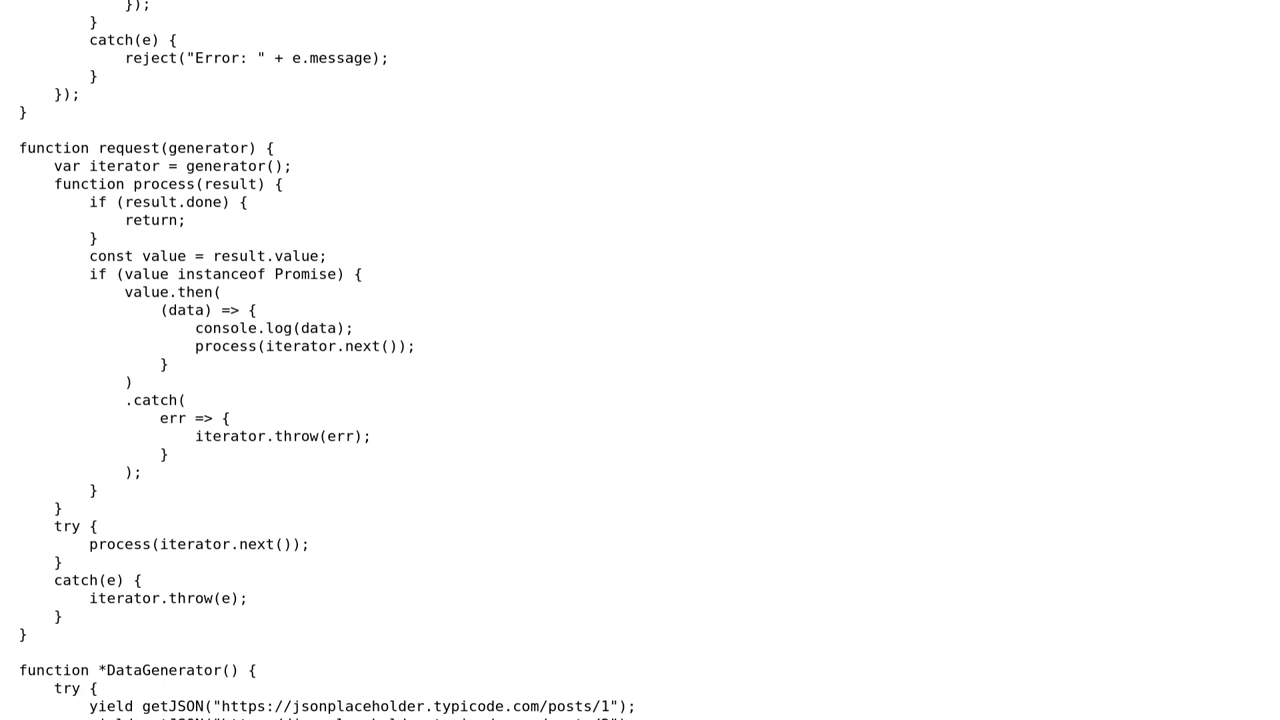 });
        }
        catch(e) {
            reject("Error: " + e.message);
        }
    });
}

function request(generator) {
    var iterator = generator();
    function process(result) {
        if (result.done) {
            return;
        }
        const value = result.value;
        if (value instanceof Promise) {
            value.then(
                (data) => {
                    console.log(data);
                    process(iterator.next());
                }
            )
            .catch(
                err => {
                    iterator.throw(err);
                }
            );
        }
    }
    try {
        process(iterator.next());
    }
    catch(e) {
        iterator.throw(e);
    }
}

function *DataGenerator() {
    try {
        yield getJSON("https://jsonplaceholder.typicode.com/posts/1");